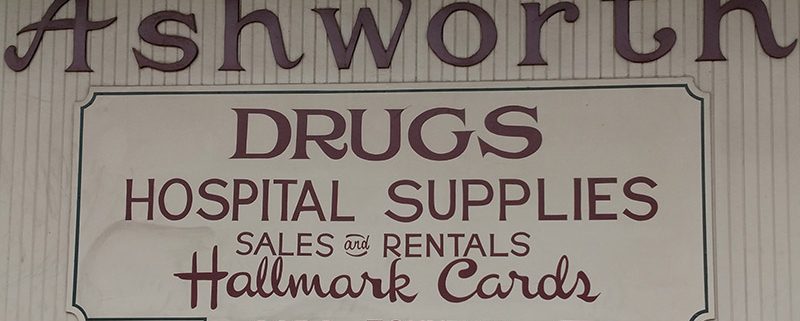 Ashworth
DRUGS
HOSPITAL SUPPLIES
SALES and RENTALS
Hallmark Cards